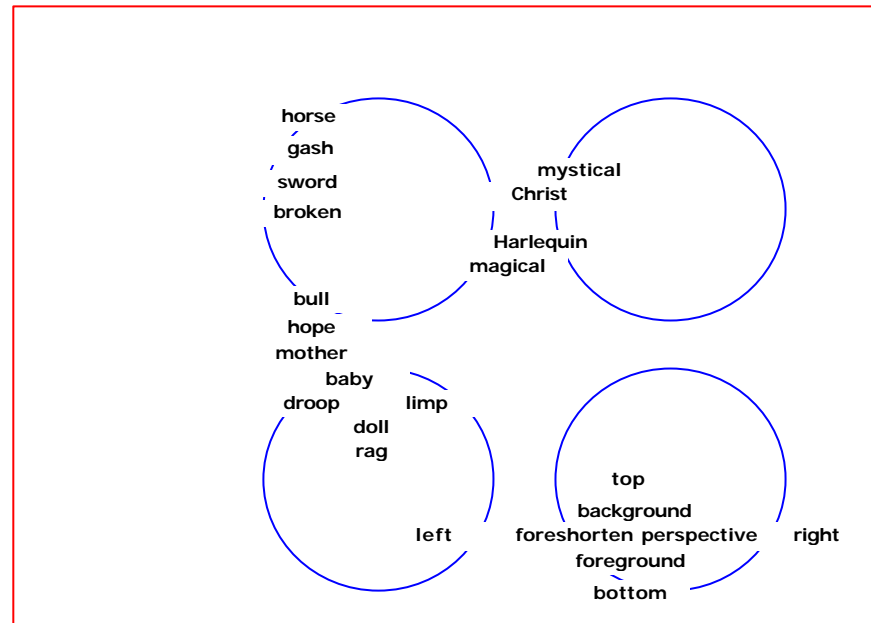 horse
gash
mystical
sword
Christ
broken
Harlequin
magical
bull
hope
mother
baby
droop limp
doll
rag
top
background
left foreshorten perspective right
foreground
bottom